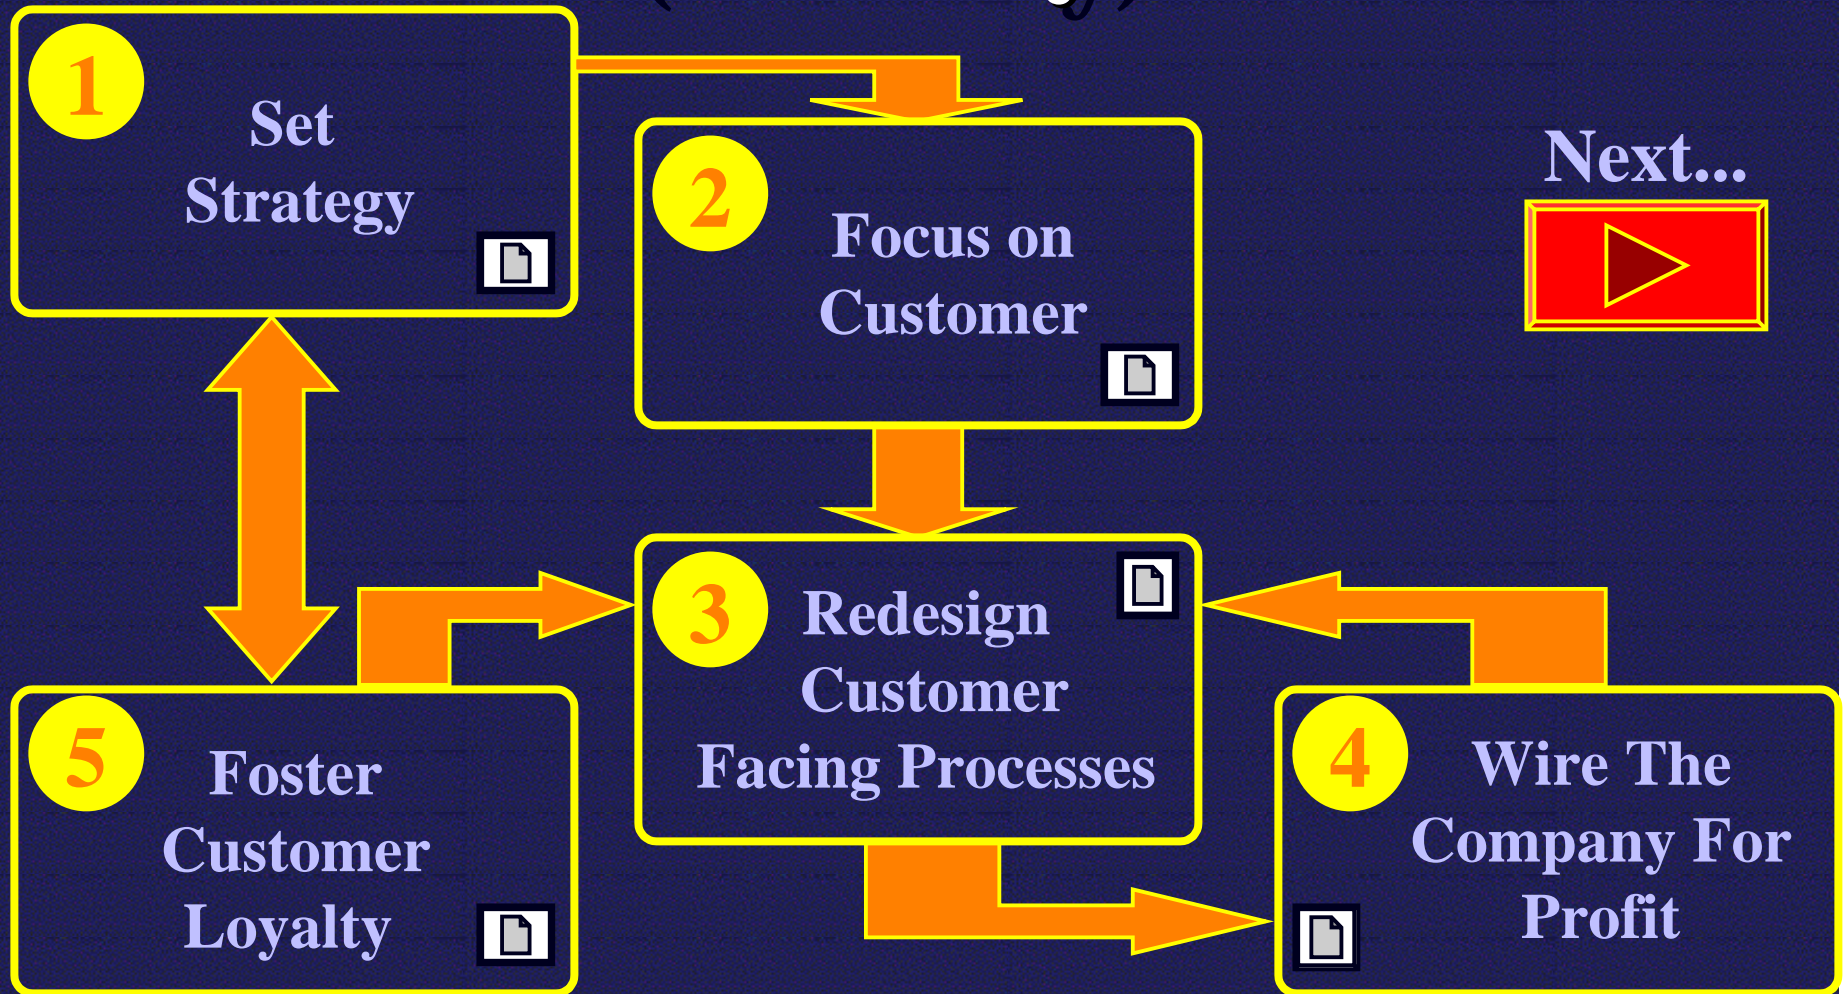 1
Set
Strategy
2
Focus on
Customer
Next...
3
Redesign
Customer
Facing Processes
4
Wire The
Company For
Profit
5
Foster
Customer
Loyalty